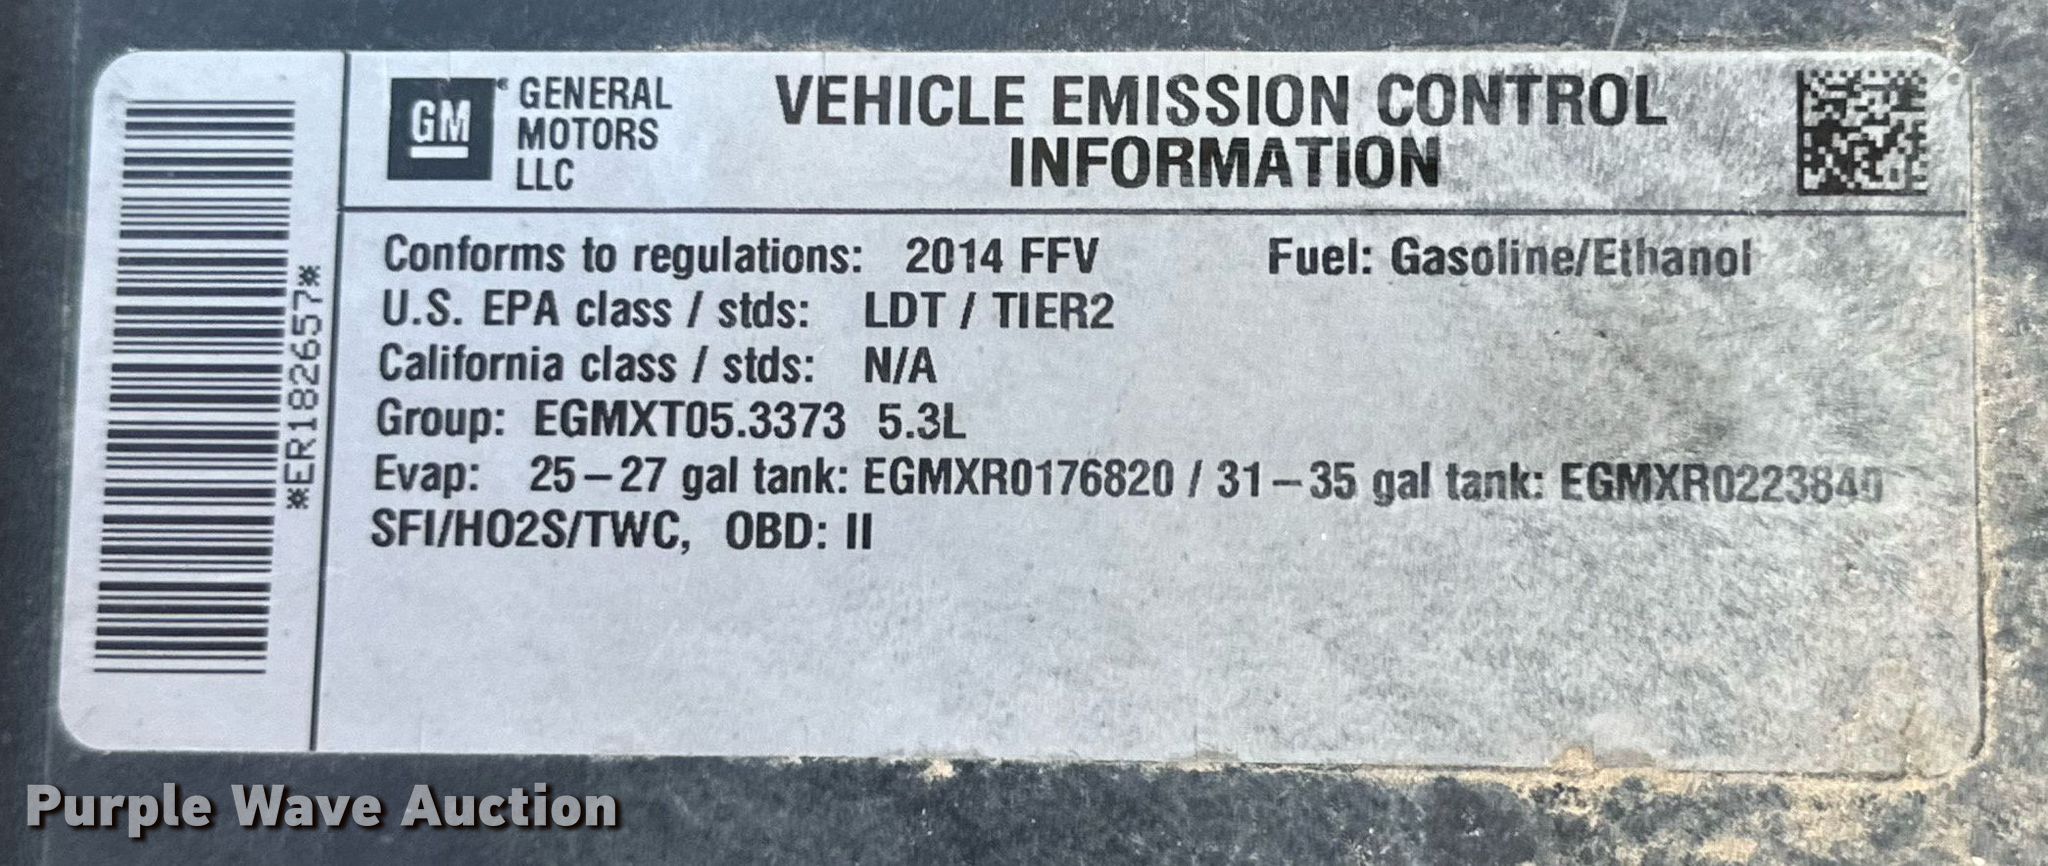 GM
GENERAL
MOTORS
LLC
VEHICLE EMISSION CONTROL
INFORMATION
Conforms to regulations: 2014 FFV Fuel: Gasoline/Ethanol
U.S. EPA class / stds: LDT / TIER2
California class / stds: N/A
Group: EGMXT05.3373 5.3L
Evap: 25-27 gal tank: EGMXR0176820 / 31-35 gal tank: EGMXR0223840
SFI/HO2S/TWC, OBD: II
*ER182657*
Purple Wave Auction